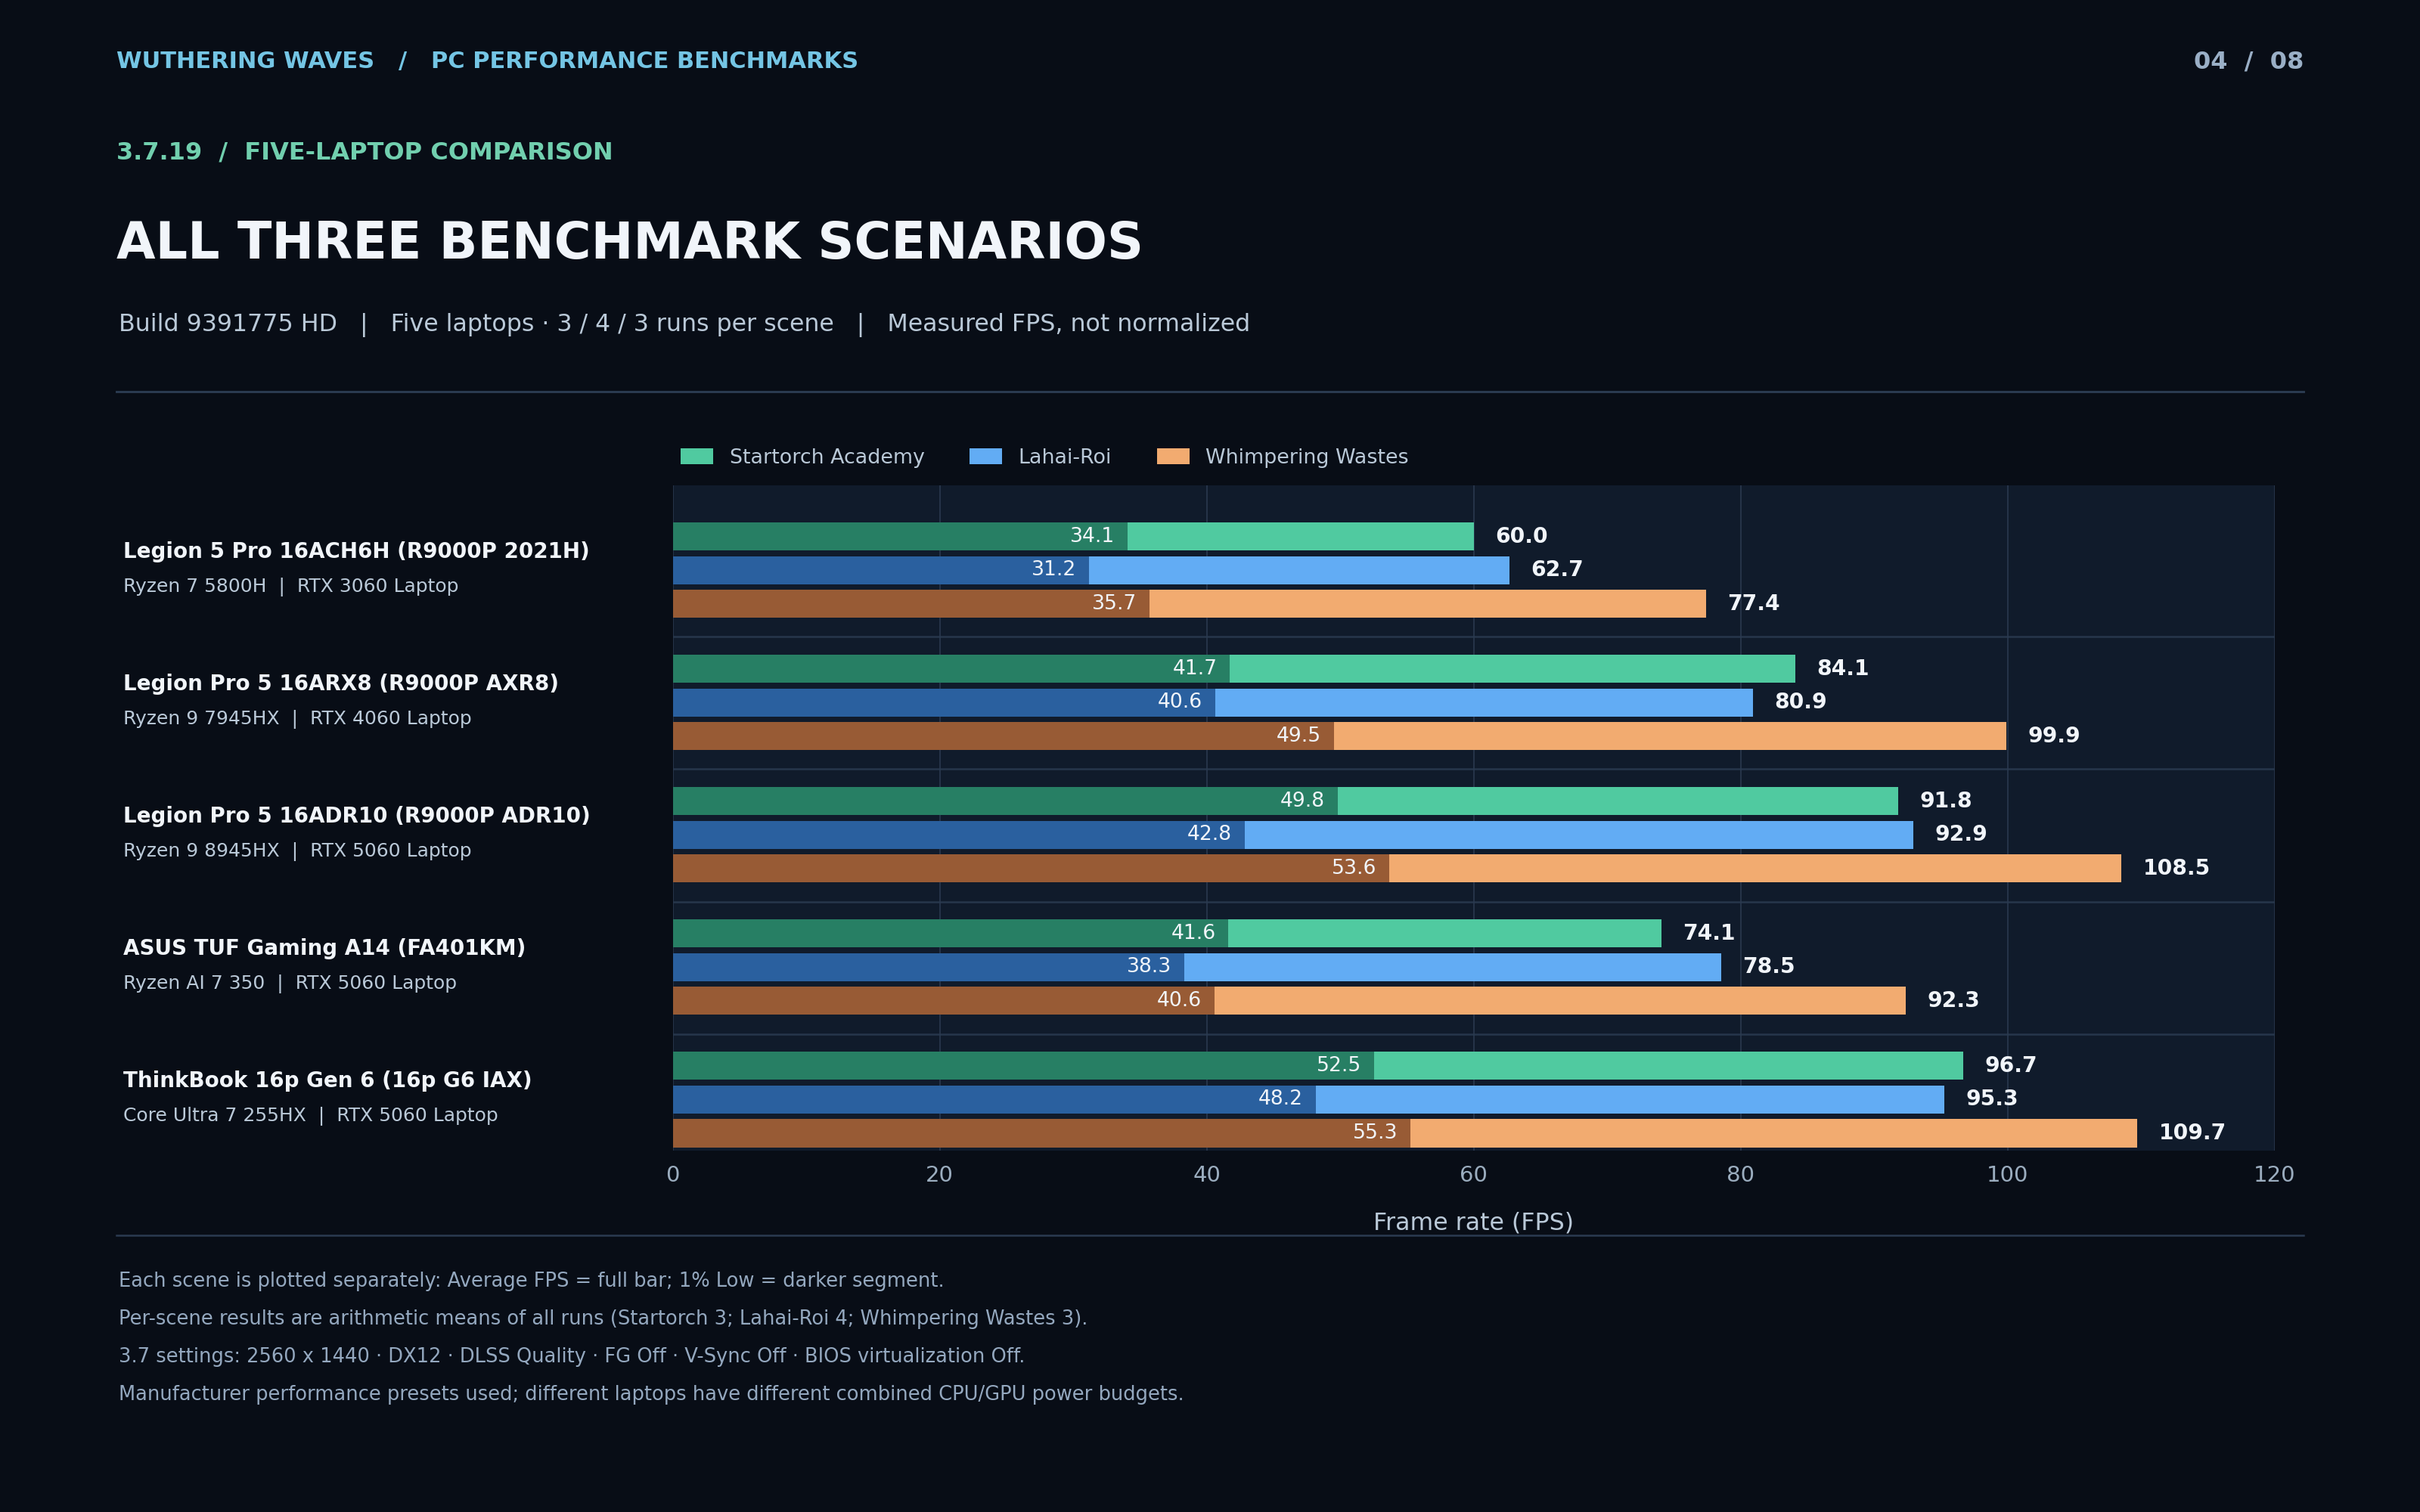 WUTHERING WAVES / PC PERFORMANCE BENCHMARKS
04 / 08
3.7.19 / FIVE-LAPTOP COMPARISON
ALL THREE BENCHMARK SCENARIOS
Build 9391775 HD | Five laptops · 3 / 4 / 3 runs per scene | Measured FPS, not normalized
Startorch Academy
Lahai-Roi
Whimpering Wastes
Legion 5 Pro 16ACH6H (R9000P 2021H)
Ryzen 7 5800H | RTX 3060 Laptop
34.1 60.0
31.2 62.7
35.7 77.4
Legion Pro 5 16ARX8 (R9000P AXR8)
Ryzen 9 7945HX | RTX 4060 Laptop
41.7 84.1
40.6 80.9
49.5 99.9
Legion Pro 5 16ADR10 (R9000P ADR10)
Ryzen 9 8945HX | RTX 5060 Laptop
49.8 91.8
42.8 92.9
53.6 108.5
ASUS TUF Gaming A14 (FA401KM)
Ryzen AI 7 350 | RTX 5060 Laptop
41.6 74.1
38.3 78.5
40.6 92.3
ThinkBook 16p Gen 6 (16p G6 IAX)
Core Ultra 7 255HX | RTX 5060 Laptop
52.5 96.7
48.2 95.3
55.3 109.7
0 20 40 60 80 100 120
Frame rate (FPS)
Each scene is plotted separately: Average FPS = full bar; 1% Low = darker segment.
Per-scene results are arithmetic means of all runs (Startorch 3; Lahai-Roi 4; Whimpering Wastes 3).
3.7 settings: 2560 x 1440 · DX12 · DLSS Quality · FG Off · V-Sync Off · BIOS virtualization Off.
Manufacturer performance presets used; different laptops have different combined CPU/GPU power budgets.